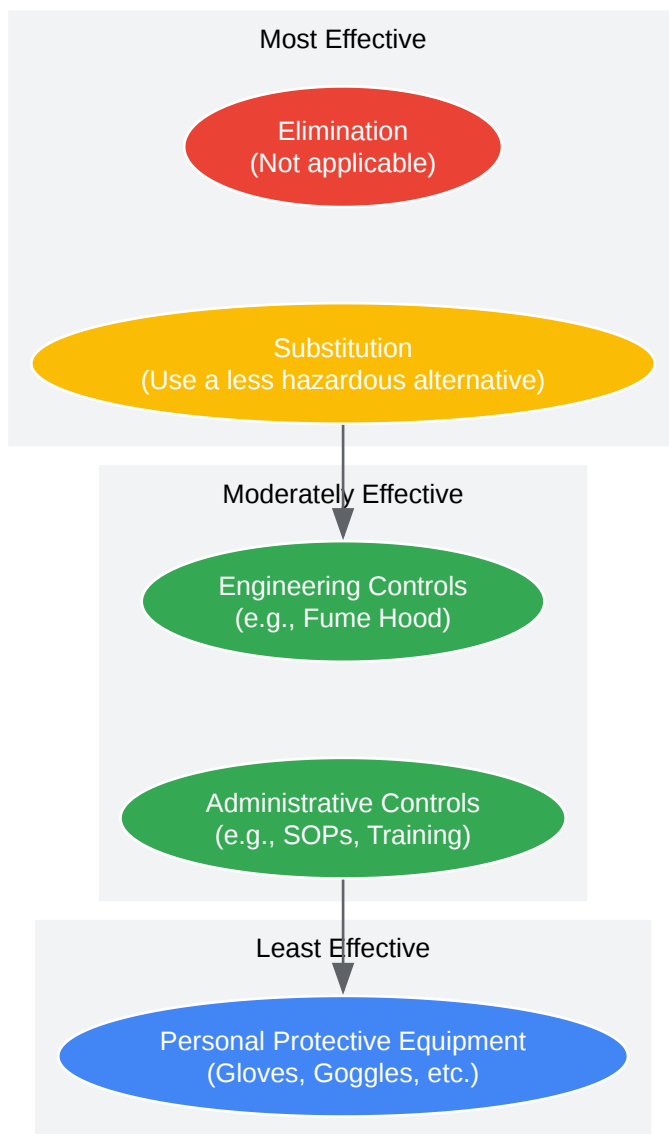 Most Effective
Elimination
(Not applicable)
Substitution
(Use a less hazardous alternative)
Moderately Effective
Engineering Controls
(e.g., Fume Hood)
Administrative Controls
(e.g., SOPs, Training)
Least Effective
Personal Protective Equipment
(Gloves, Goggles, etc.)